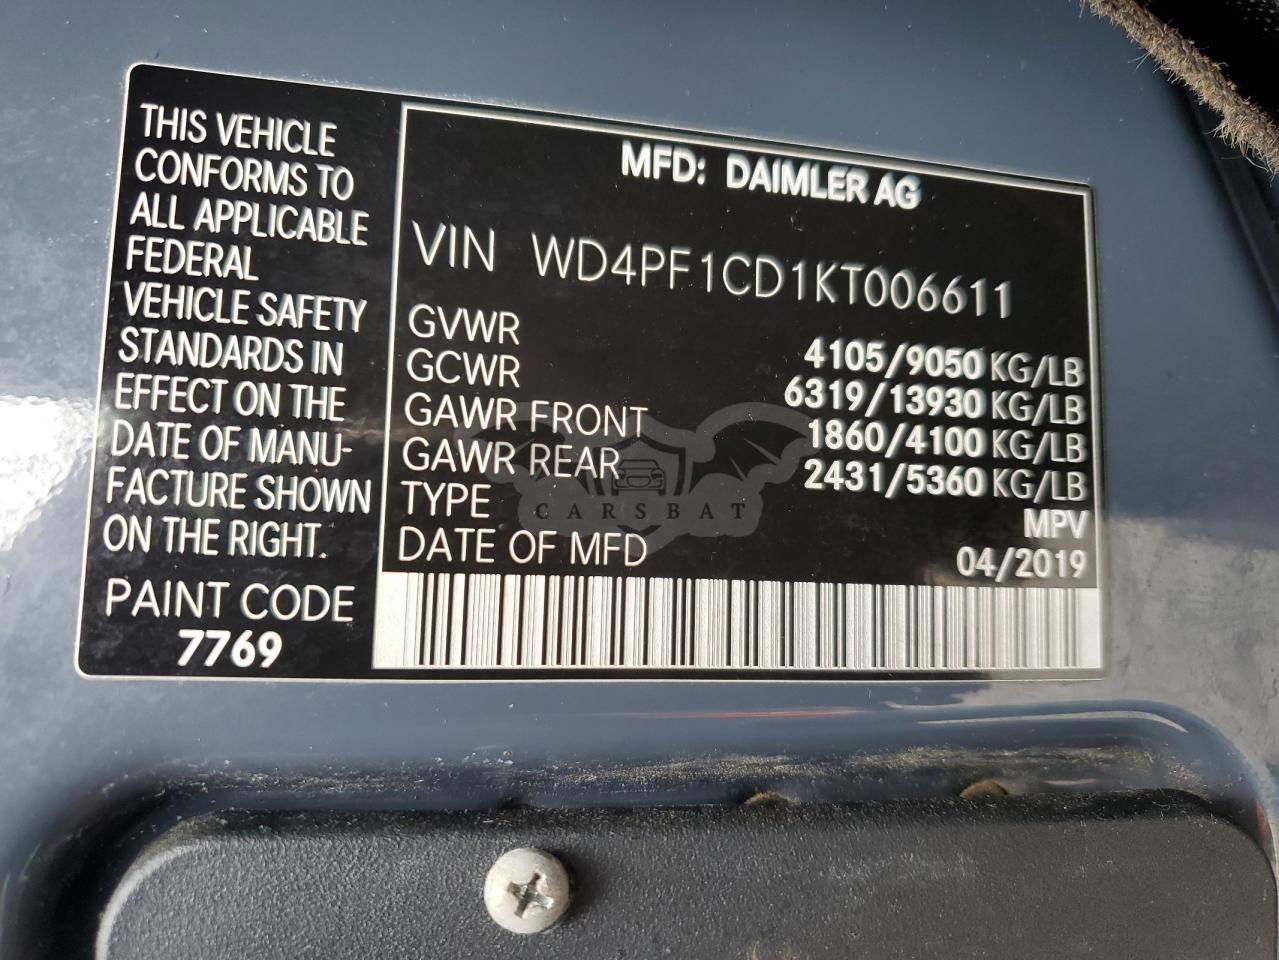 THIS VEHICLE
CONFORMS TO
ALL APPLICABLE
FEDERAL
VEHICLE SAFETY
STANDARDS IN
EFFECT ON THE
DATE OF MANU-
FACTURE SHOWN
ON THE RIGHT.
PAINT CODE
7769
MFD: DAIMLER AG
VIN WD4PF1CD1KT006611
GVWR 4105/9050 KG/LB
GCWR 6319/13930 KG/LB
GAWR FRONT 1860/4100 KG/LB
GAWR REAR 2431/5360 KG/LB
TYPE MPV
DATE OF MFD 04/2019
CARSBAT